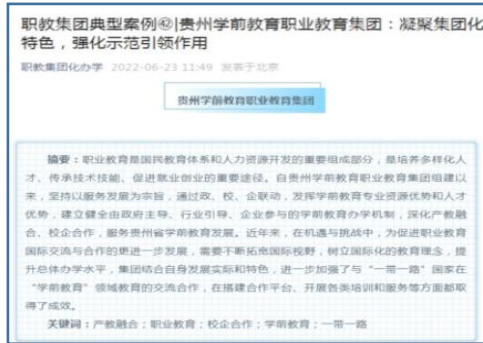 职教集团典型案例㊷|贵州学前教育职业教育集团：凝聚集团化
特色，强化示范引领作用
职教集团化办学 2022-06-23 11:49 发表于北京
贵州学前教育职业教育集团
摘要：职业教育是国民教育体系和人力资源开发的重要组成部分，是培养多样化人
才、传承技术技能、促进就业创业的重要途径。自贵州学前教育职业教育集团组建以
来，坚持以服务发展为宗旨，通过政、校、企联动，发挥学前教育专业资源优势和人才
优势，建立健全由政府主导、行业引导、企业参与的学前教育办学机制，深化产教融
合、校企合作，服务贵州省学前教育发展。近年来，在机遇与挑战中，为促进职业教育
国际交流与合作的更进一步发展，需要不断拓宽国际视野，树立国际化的教育理念，提
升总体办学水平，集团结合自身发展实际和特色，进一步加强了与“一带一路”国家在
“学前教育”领域教育的交流合作，在搭建合作平台、开展各类培训和服务等方面都取
得了成效。
关键词：产教融合；职业教育；校企合作；学前教育；一带一路